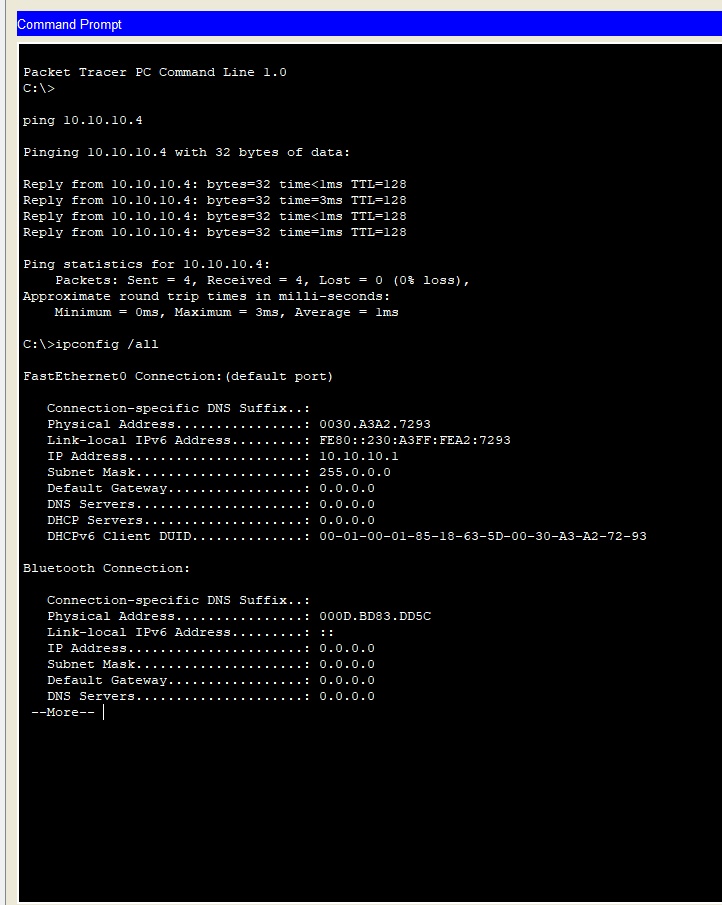 Command Prompt
Packet Tracer PC Command Line 1.0
C:\>
ping 10.10.10.4
Pinging 10.10.10.4 with 32 bytes of data:
Reply from 10.10.10.4: bytes=32 time<1ms TTL=128
Reply from 10.10.10.4: bytes=32 time=3ms TTL=128
Reply from 10.10.10.4: bytes=32 time<1ms TTL=128
Reply from 10.10.10.4: bytes=32 time=1ms TTL=128
Ping statistics for 10.10.10.4:
Packets: Sent = 4, Received = 4, Lost = 0 (0% loss),
Approximate round trip times in milli-seconds:
Minimum = 0ms, Maximum = 3ms, Average = 1ms
C:\>ipconfig /all
FastEthernet0 Connection:(default port)
Connection-specific DNS Suffix..:
Physical Address................: 0030.A3A2.7293
Link-local IPv6 Address.........: FE80::230:A3FF:FEA2:7293
IP Address......................: 10.10.10.1
Subnet Mask.....................: 255.0.0.0
Default Gateway.................: 0.0.0.0
DNS Servers.....................: 0.0.0.0
DHCP Servers....................: 0.0.0.0
DHCPv6 Client DUID..............: 00-01-00-01-85-18-63-5D-00-30-A3-A2-72-93
Bluetooth Connection:
Connection-specific DNS Suffix..:
Physical Address................: 000D.BD83.DD5C
Link-local IPv6 Address.........: ::
IP Address......................: 0.0.0.0
Subnet Mask.....................: 0.0.0.0
Default Gateway.................: 0.0.0.0
DNS Servers.....................: 0.0.0.0
--More--